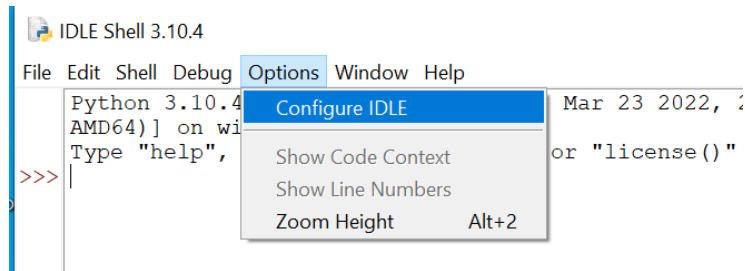 IDLE Shell 3.10.4
File Edit Shell Debug Options Window Help
Python 3.10.4 Mar 23 2022, 2
AMD64)] on wi
Type "help", or "license()"
>>>
Configure IDLE
Show Code Context
Show Line Numbers
Zoom Height Alt+2